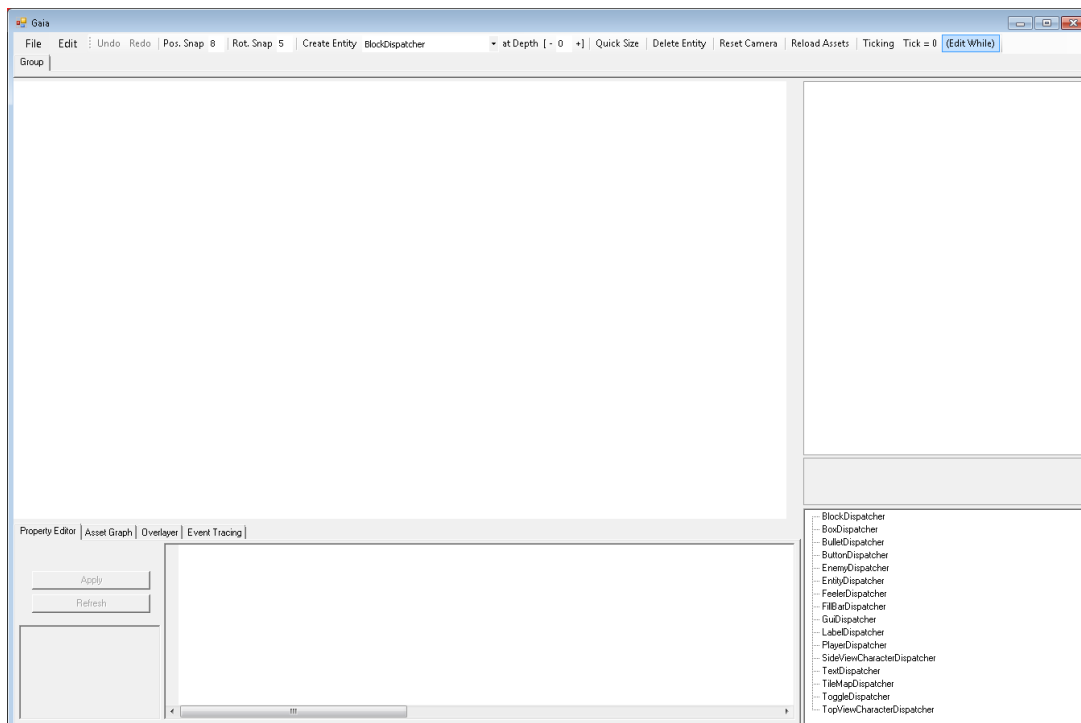 Gaia
File Edit Undo Redo Pos. Snap 8 Rot. Snap 5 Create Entity BlockDispatcher at Depth [ - 0 +] Quick Size Delete Entity Reset Camera Reload Assets Ticking Tick = 0 (Edit While)
Group
Property Editor Asset Graph Overlayer Event Tracing
Apply
Refresh
BlockDispatcher
BoxDispatcher
BulletDispatcher
ButtonDispatcher
EnemyDispatcher
EntityDispatcher
FeelerDispatcher
FillBarDispatcher
GuiDispatcher
LabelDispatcher
PlayerDispatcher
SideViewCharacterDispatcher
TextDispatcher
TileMapDispatcher
ToggleDispatcher
TopViewCharacterDispatcher